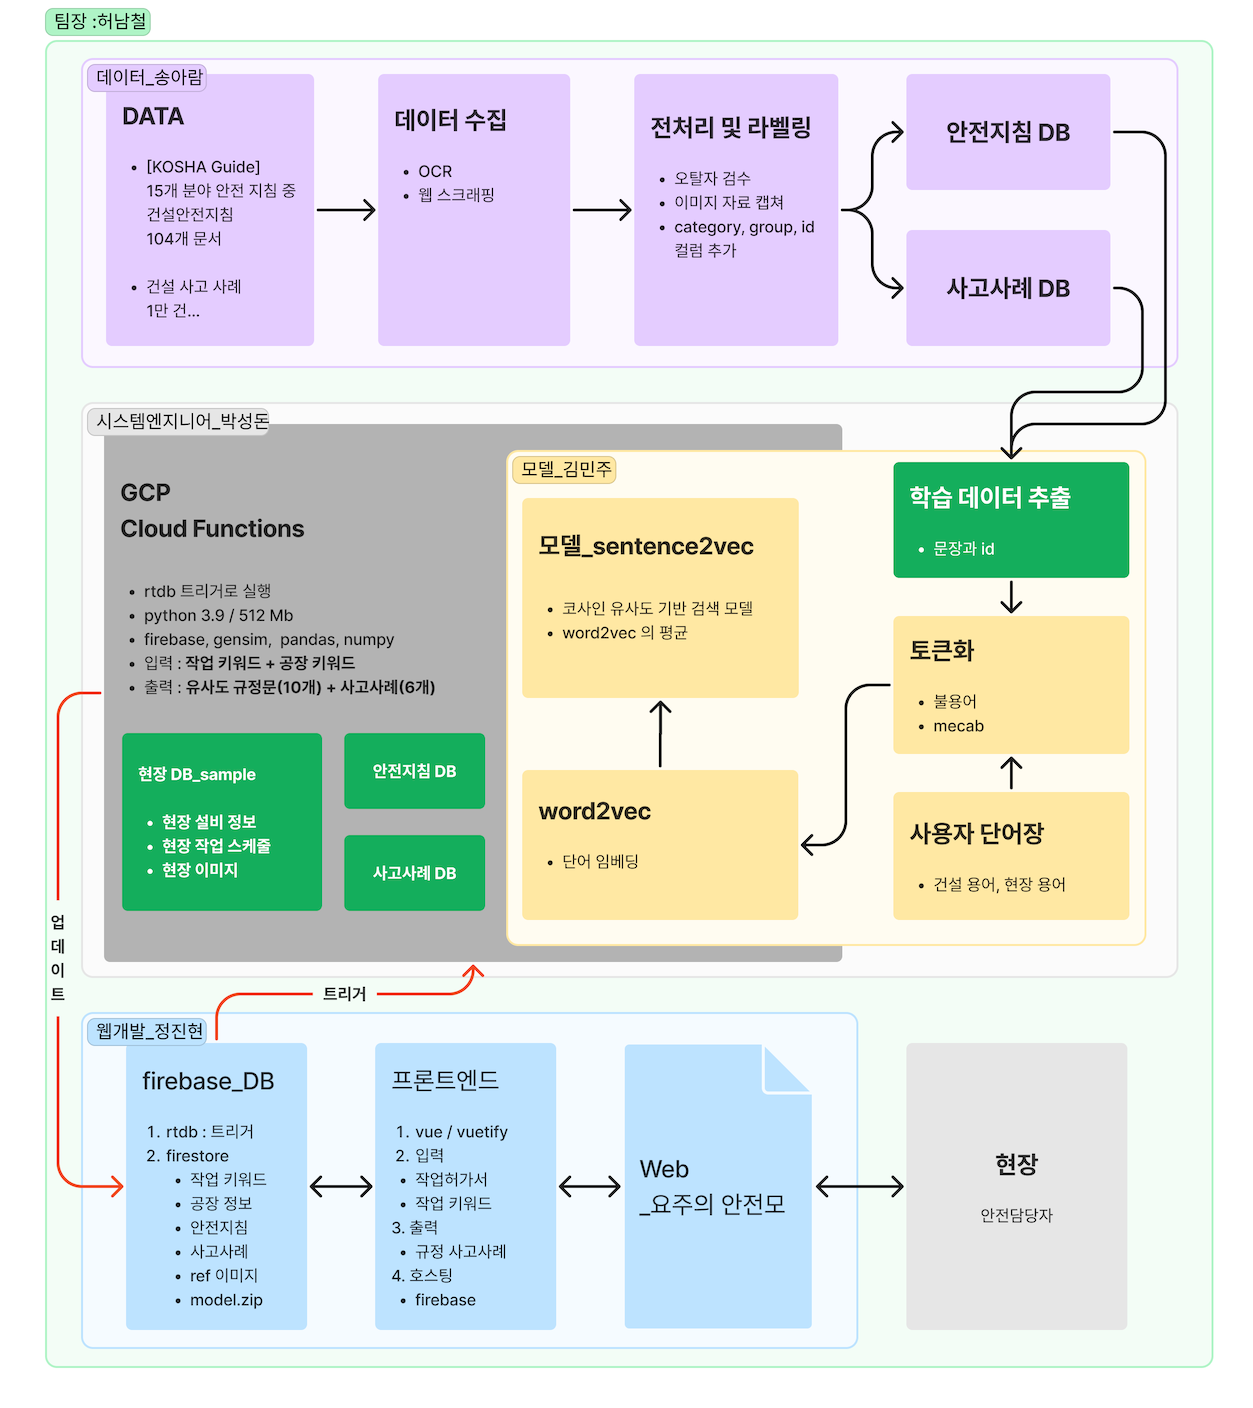 팀장 :허남철
데이터_송아람
DATA
• [KOSHA Guide]
15개 분야 안전 지침 중
건설안전지침
104개 문서
• 건설 사고 사례
1만 건...
데이터 수집
• OCR
• 웹 스크래핑
전처리 및 라벨링
• 오탈자 검수
• 이미지 자료 캡쳐
• category, group, id
컬럼 추가
안전지침 DB
사고사례 DB
시스템엔지니어_박성돈
GCP
Cloud Functions
• rtdb 트리거로 실행
• python 3.9 / 512 Mb
• firebase, gensim, pandas, numpy
• 입력 : 작업 키워드 + 공장 키워드
• 출력 : 유사도 규정문(10개) + 사고사례(6개)
현장 DB_sample
• 현장 설비 정보
• 현장 작업 스케줄
• 현장 이미지
안전지침 DB
사고사례 DB
모델_김민주
모델_sentence2vec
• 코사인 유사도 기반 검색 모델
• word2vec 의 평균
word2vec
• 단어 임베딩
학습 데이터 추출
• 문장과 id
토큰화
• 불용어
• mecab
사용자 단어장
• 건설 용어, 현장 용어
업
데
이
트
트리거
웹개발_정진현
firebase_DB
1. rtdb : 트리거
2. firestore
• 작업 키워드
• 공장 정보
• 안전지침
• 사고사례
• ref 이미지
• model.zip
프론트엔드
1. vue / vuetify
2. 입력
• 작업허가서
• 작업 키워드
3. 출력
• 규정 사고사례
4. 호스팅
• firebase
Web
_요주의 안전모
현장
안전담당자